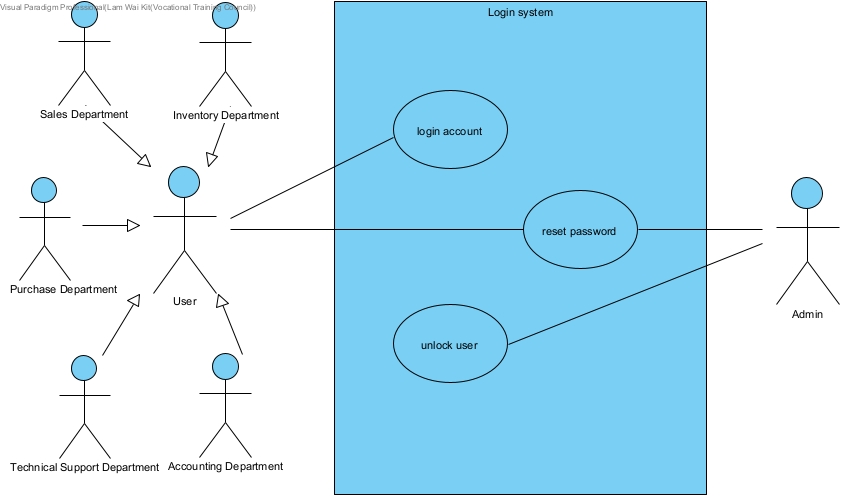 Visual Paradigm Professional(Lam Wai Kit(Vocational Training Council))
Login system
Sales Department
Inventory Department
login account
reset password
Purchase Department
User
Admin
unlock user
Technical Support Department
Accounting Department